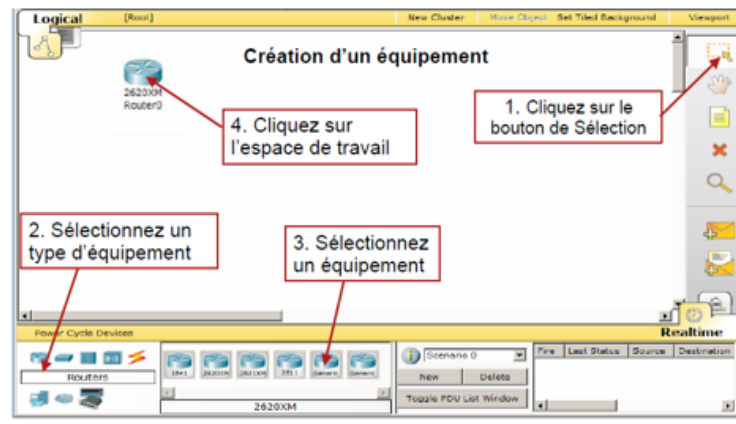 Logical [Root] New Cluster Move Object Set Tiled Background Viewport
Création d'un équipement
2620XM
Router0
4. Cliquez sur
l'espace de travail
1. Cliquez sur le
bouton de Sélection
2. Sélectionnez un
type d'équipement
3. Sélectionnez
un équipement
Realtime
Power Cycle Devices
Routers
1841 2620XM 2621XM 2811 Generic Generic
2620XM
Scenario 0
New Delete
Toggle PDU List Window
Fire Last Status Source Destination